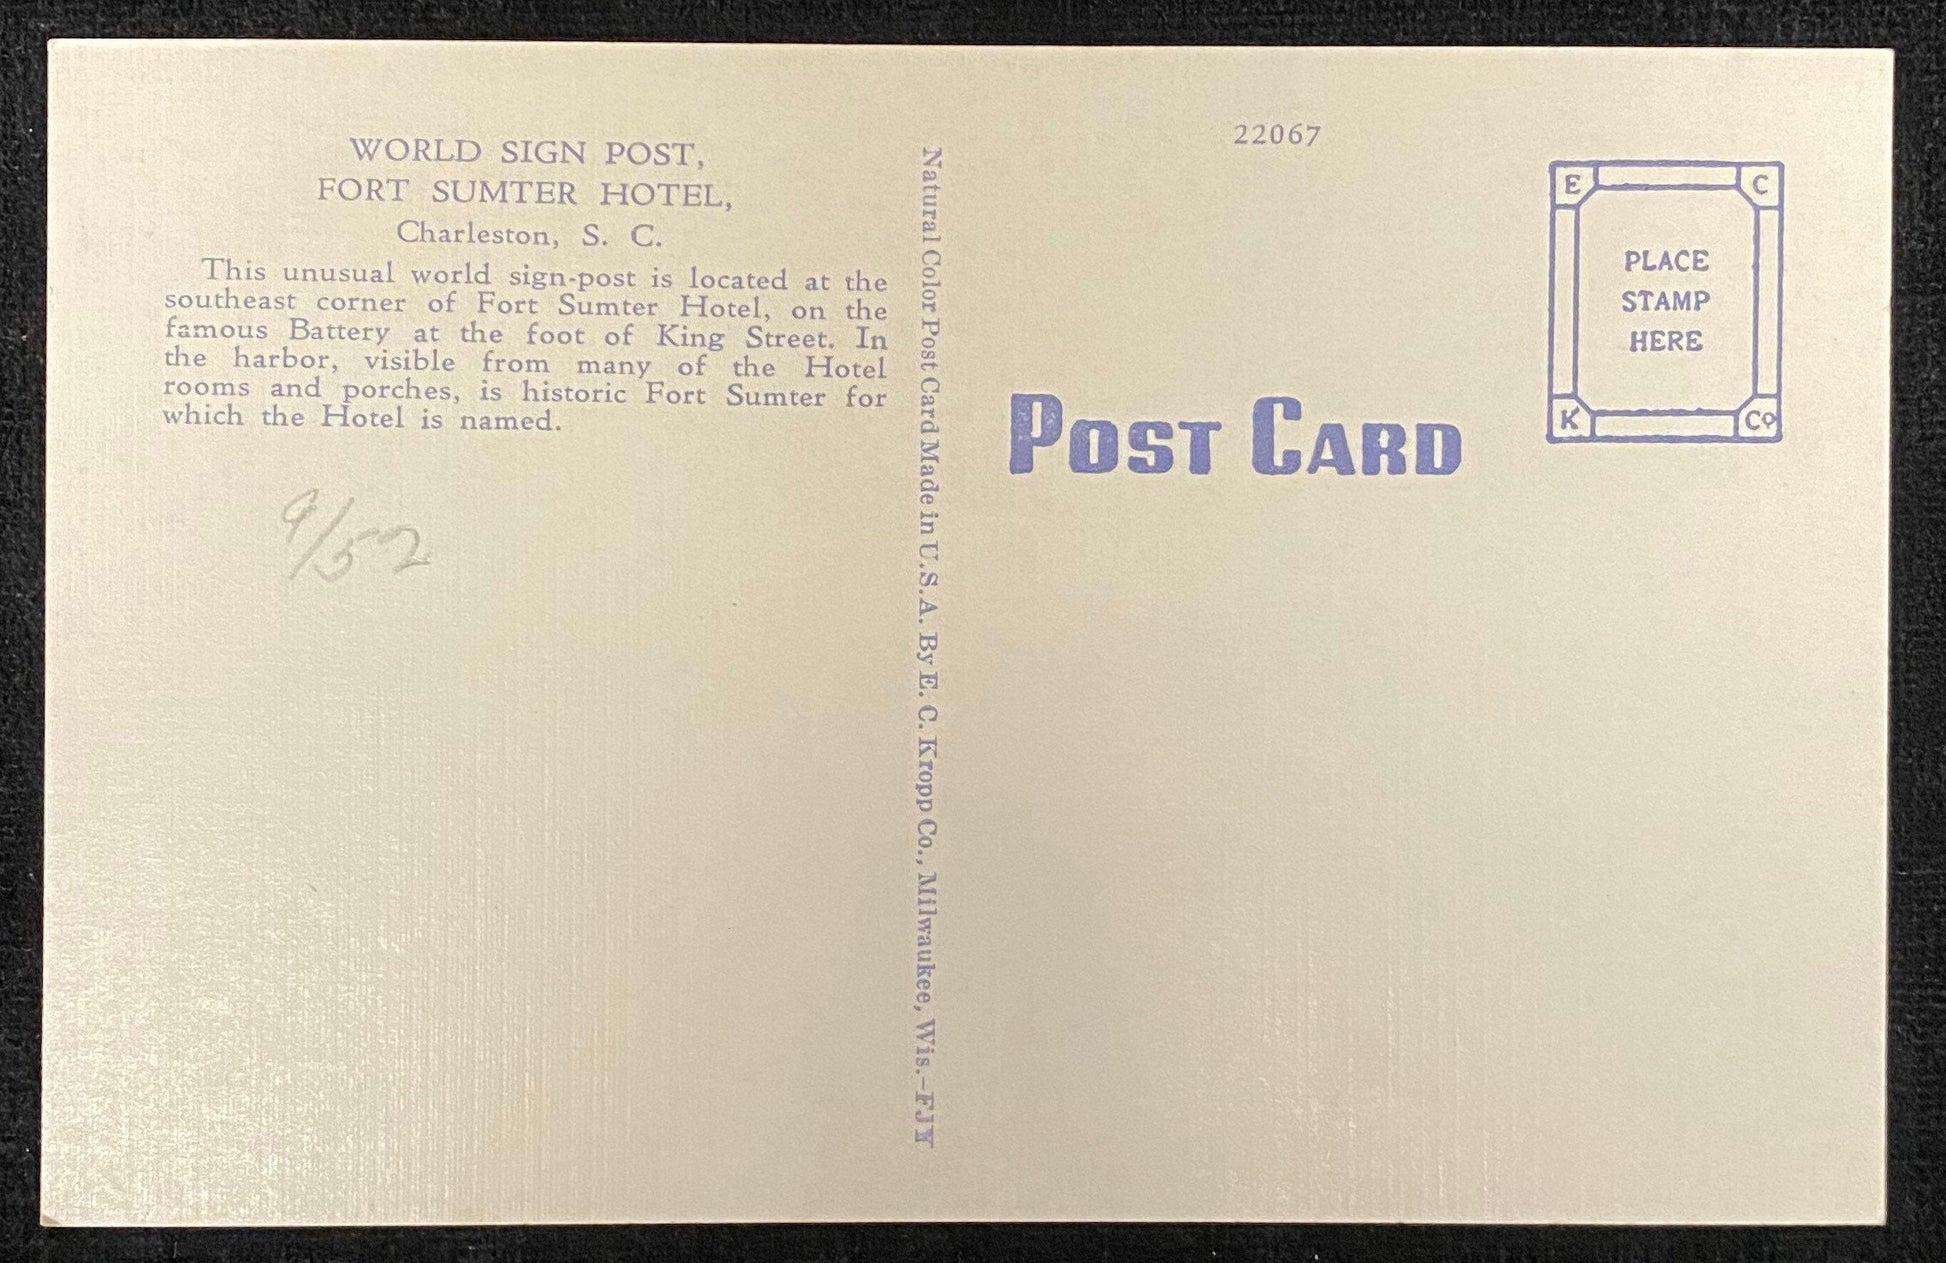 WORLD SIGN POST,
FORT SUMTER HOTEL,
Charleston, S. C.
This unusual world sign-post is located at the
southeast corner of Fort Sumter Hotel, on the
famous Battery at the foot of King Street. In
the harbor, visible from many of the Hotel
rooms and porches, is historic Fort Sumter for
which the Hotel is named.
9/52
Natural Color Post Card Made in U.S.A. By E. C. Kropp Co., Milwaukee, Wis.-FJY
22067
POST CARD
E C
PLACE
STAMP
HERE
K Co